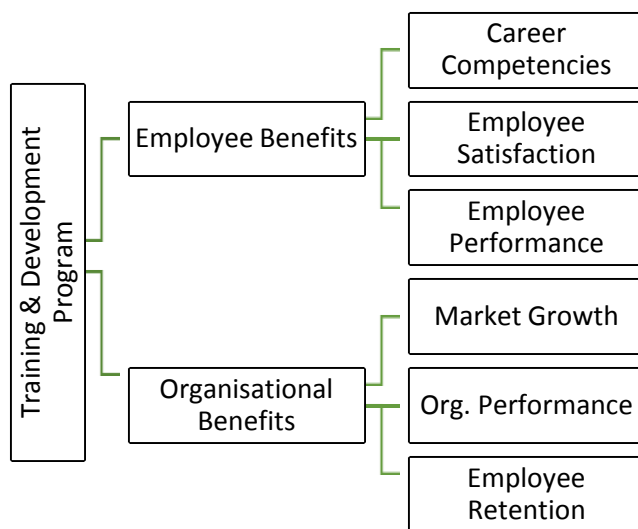 Training & Development
Program
Employee Benefits
Career
Competencies
Employee
Satisfaction
Employee
Performance
Organisational
Benefits
Market Growth
Org. Performance
Employee
Retention